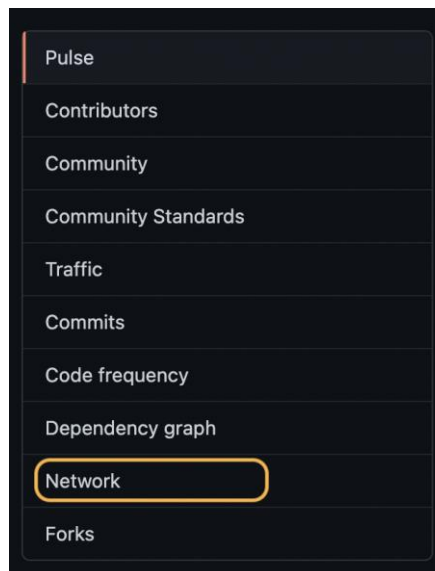 Pulse
Contributors
Community
Community Standards
Traffic
Commits
Code frequency
Dependency graph
Network
Forks